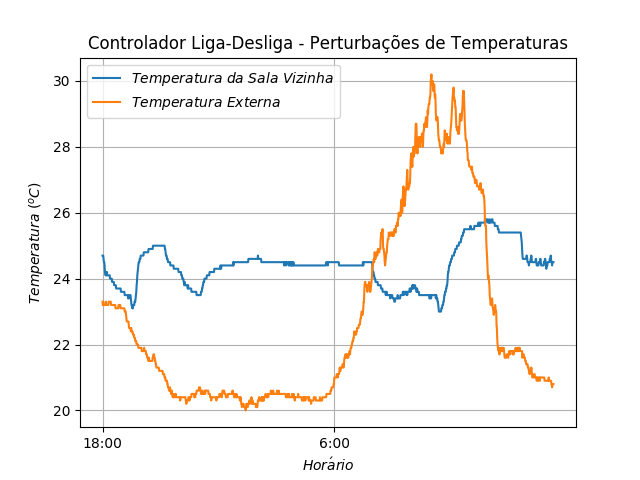 Controlador Liga-Desliga - Perturbações de Temperaturas
Temperatura da Sala Vizinha
Temperatura Externa
30
28
26
24
22
20
Temperatura (ºC)
18:00
6:00
Horário